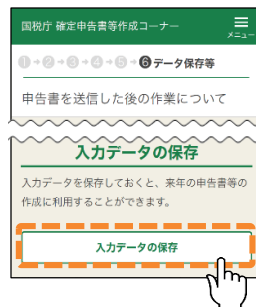 国税庁 確定申告書等作成コーナー
メニュー
❶→❷→❸→❹→❺→❻データ保存等
申告書を送信した後の作業について
入力データの保存
入力データを保存しておくと、来年の申告書等の
作成に利用することができます。
入力データの保存